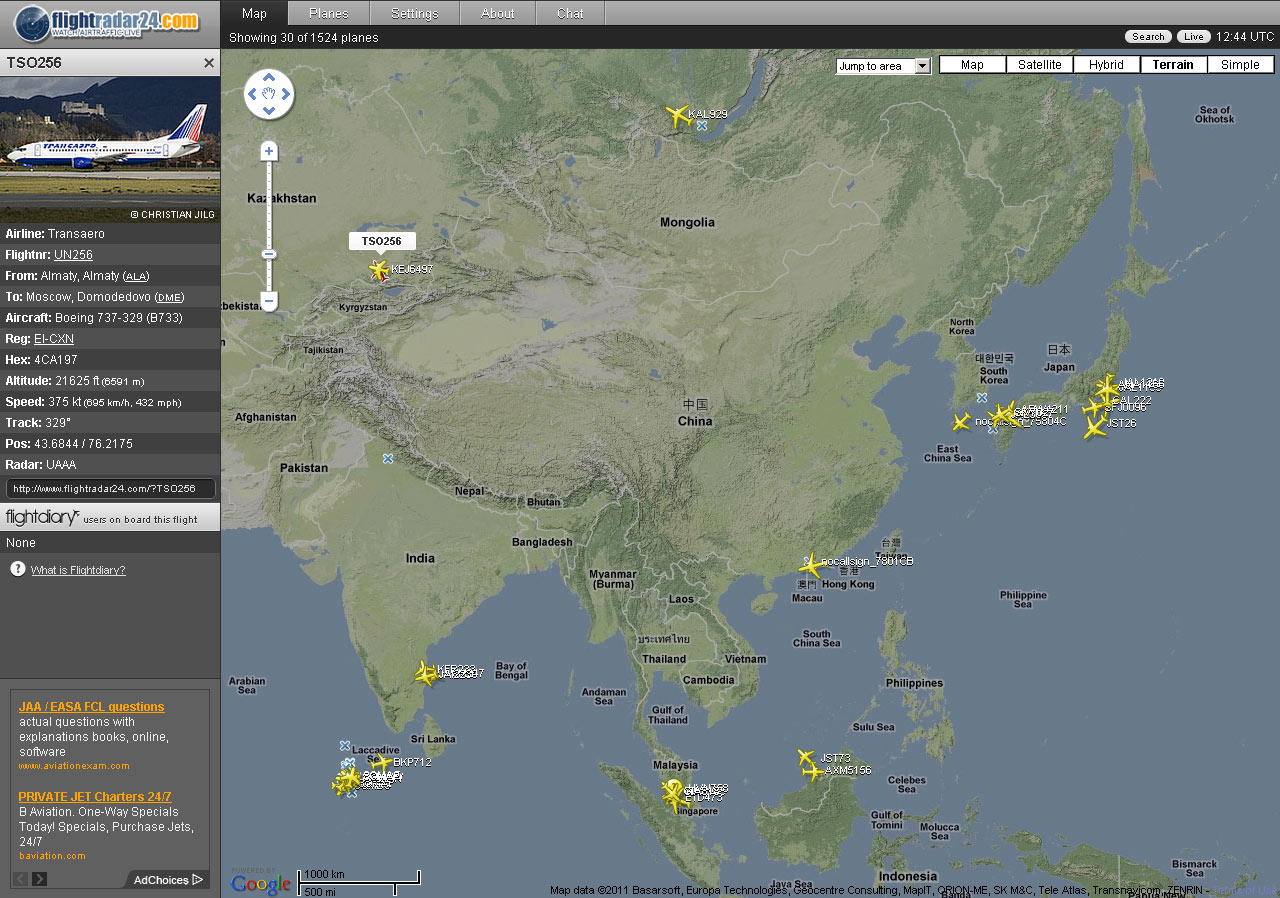 flightradar24.com
WATCH AIRTRAFFIC LIVE
Map
Planes
Settings
About
Chat
Showing 30 of 1524 planes
Search
Live
12:44 UTC
TSO256
ТРАНСАЭРО
© CHRISTIAN JILG
Airline: Transaero
Flightnr: UN256
From: Almaty, Almaty (ALA)
To: Moscow, Domodedovo (DME)
Aircraft: Boeing 737-329 (B733)
Reg: EI-CXN
Hex: 4CA197
Altitude: 21625 ft (6591 m)
Speed: 375 kt (695 km/h, 432 mph)
Track: 329°
Pos: 43.6844 / 76.2175
Radar: UAAA
http://www.flightradar24.com/?TSO256
flightdiary users on board this flight
None
? What is Flightdiary?
JAA / EASA FCL questions
actual questions with
explanations books, online,
software
www.aviationexam.com
PRIVATE JET Charters 24/7
B Aviation. One-Way Specials
Today! Specials, Purchase Jets,
24/7
baviation.com
AdChoices
Jump to area
Map
Satellite
Hybrid
Terrain
Simple
KAL929
Sea of
Okhotsk
Kazakhstan
Mongolia
TSO256
KEJ6497
Kyrgyzstan
Tajikistan
North
Korea
대한민국
South
Korea
日本
Japan
Afghanistan
中国
China
CAL222
SFJ0096
JST26
nocallsign_75804C
East
China Sea
Pakistan
Nepal
Bhutan
Bangladesh
India
Myanmar
(Burma)
Laos
台灣
Taiwan
nocallsign_7801CB
香港
Hong Kong
澳門
Macau
Philippine
Sea
South
China Sea
ประเทศไทย
Thailand
Vietnam
Cambodia
Philippines
Bay of
Bengal
Arabian
Sea
Andaman
Sea
Gulf of
Thailand
Sulu Sea
Sri Lanka
Laccadive
Sea
BKP712
Malaysia
JST73
AXM5156
ETD473
Singapore
Celebes
Sea
Gulf of
Tomini
Molucca
Sea
Bismarck
Sea
Java Sea
Indonesia
Banda
Papua New
POWERED BY
Google
1000 km
500 mi
Map data ©2011 Basarsoft, Europa Technologies, Geocentre Consulting, MapIT, ORION-ME, SK M&C, Tele Atlas, Transnavicom, ZENRIN - Terms of Use